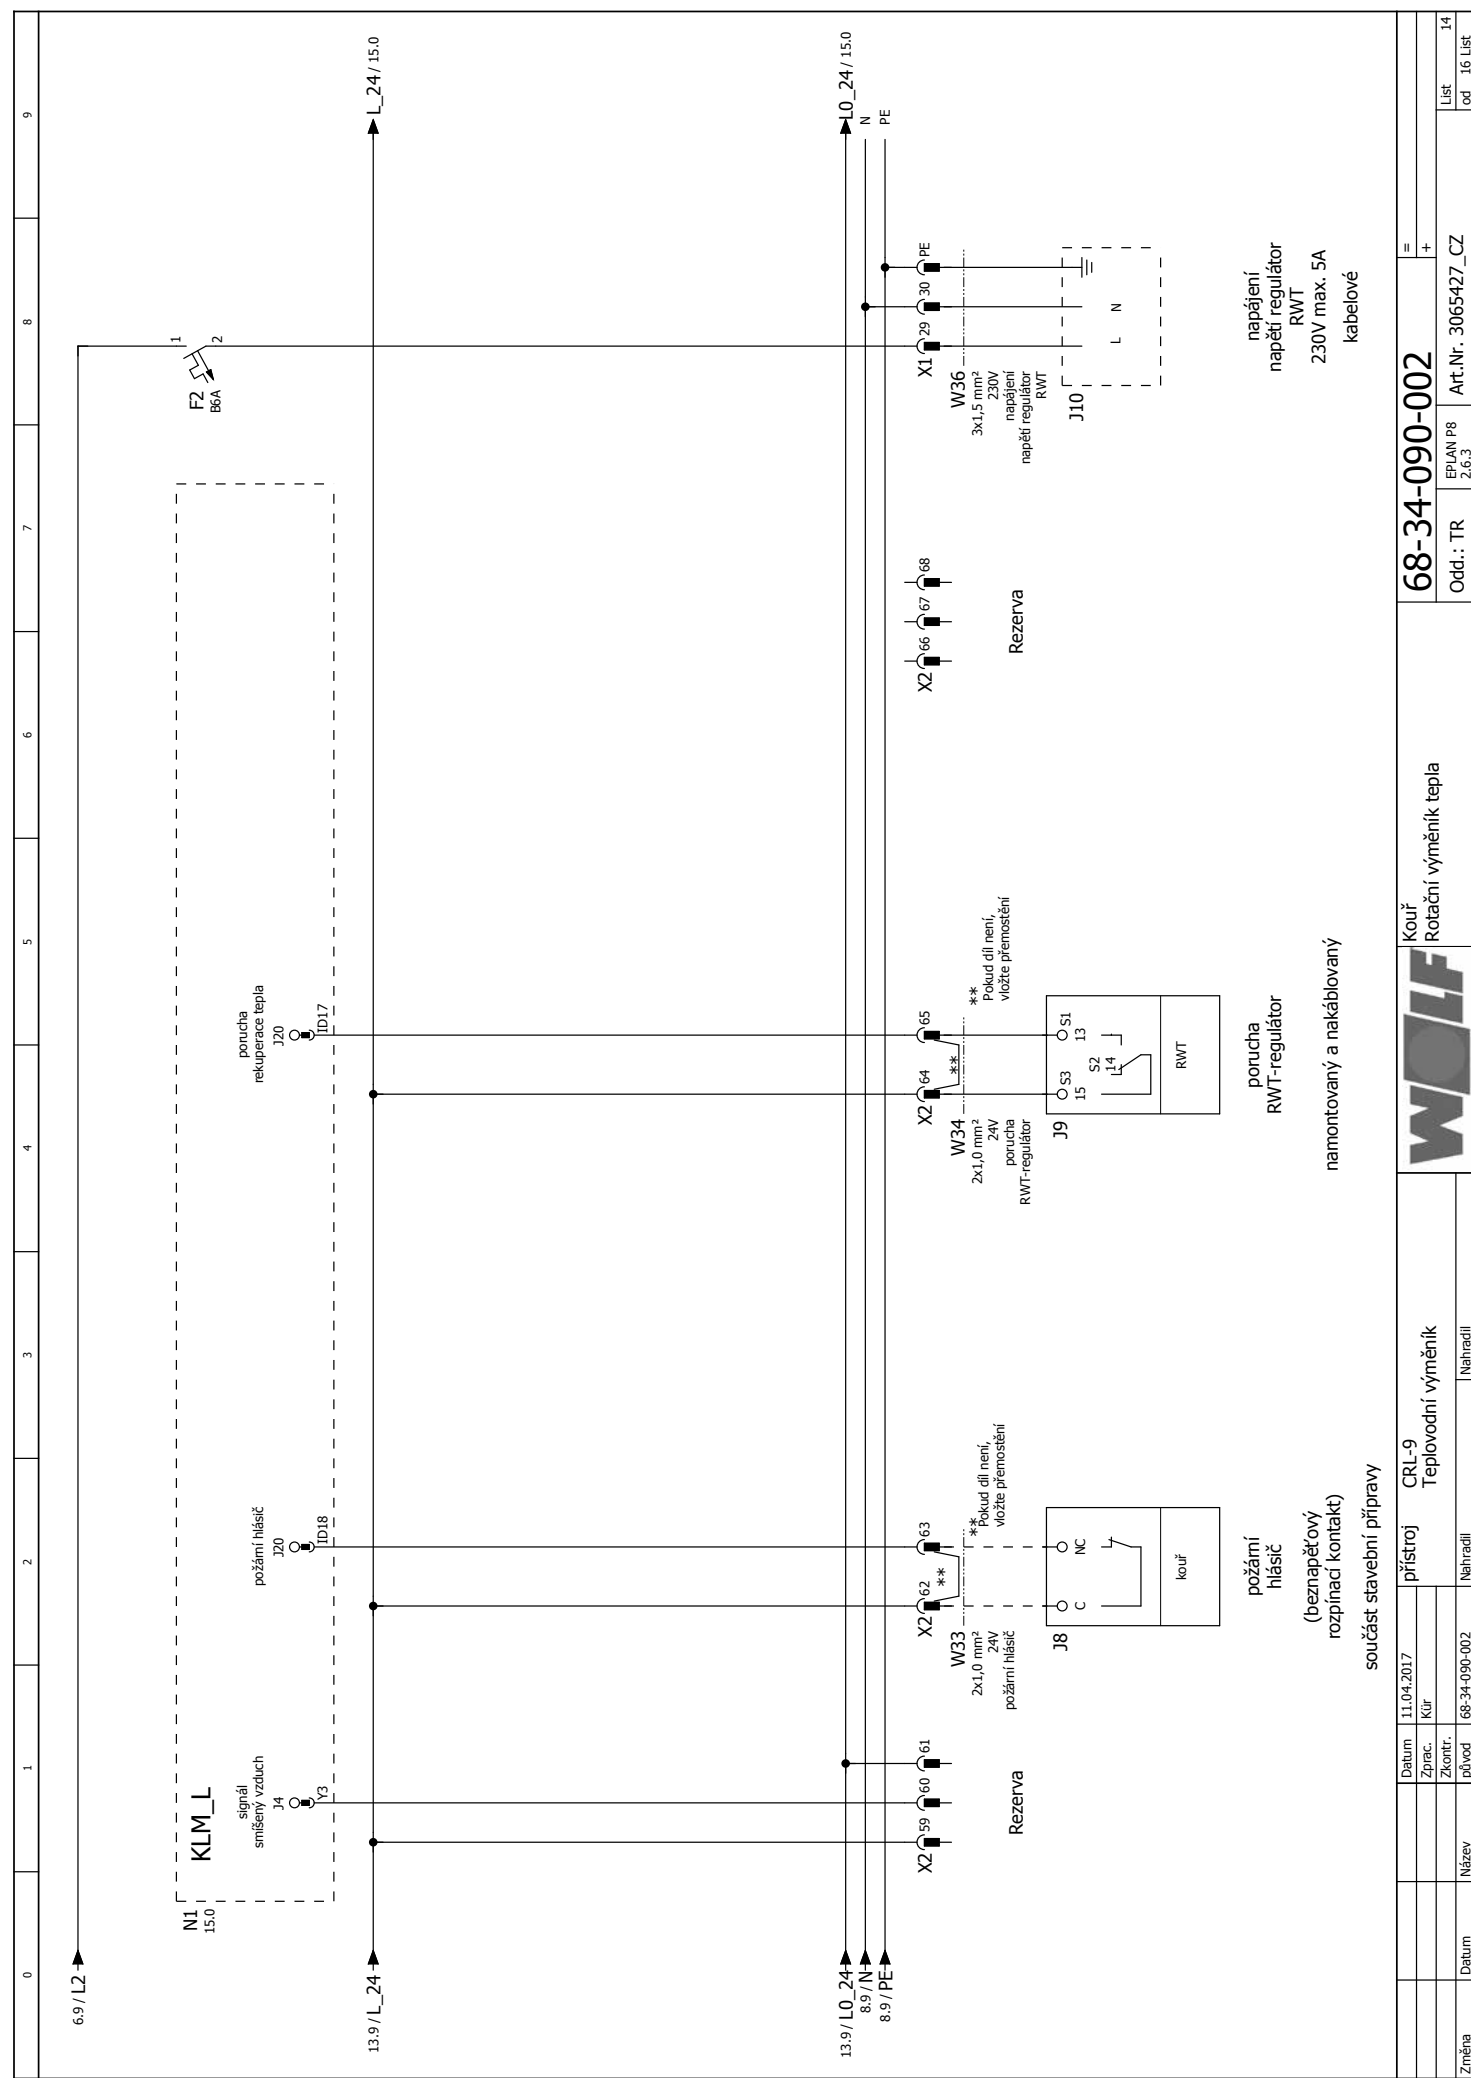 0
1
2
3
4
5
6
7
8
9
6.9 / L2
F2
B6A
1
2
N1
15.0
KLM_L
signál
smíšený vzduch
J4
Y3
požární hlásič
J20
ID18
porucha
rekuperace tepla
J20
ID17
13.9 / L_24
L_24 / 15.0
13.9 / L0_24
L0_24 / 15.0
8.9 / N
N
8.9 / PE
PE
X2
59
60
61
Rezerva
X2
62
63
**
W33
2x1,0 mm²
24V
požární hlásič
**
Pokud díl není,
vložte přemostění
J8
C
NC
kouř
požární
hlásič
(beznapěťový
rozpínací kontakt)
součást stavební přípravy
X2
64
65
**
W34
2x1,0 mm²
24V
porucha
RWT-regulátor
**
Pokud díl není,
vložte přemostění
J9
S3
15
S2
14
S1
13
RWT
porucha
RWT-regulátor
namontovaný a nakáblovaný
X2
66
67
68
Rezerva
X1
29
30
PE
W36
3x1,5 mm²
230V
napájení
napětí regulátor
RWT
J10
L
N
napájení
napětí regulátor
RWT
230V max. 5A
kabelové
Změna
Datum
Název
Datum
11.04.2017
Zprac.
Kür
Zkontr.
původ
68-34-090-002
přístroj
CRL-9
Teplovodní výměník
Nahradil
Nahradil
WOLF
Kouř
Rotační výměník tepla
68-34-090-002
=
+
Odd.: TR
EPLAN P8
2.6.3
Art.Nr. 3065427_CZ
List
14
od
16 List